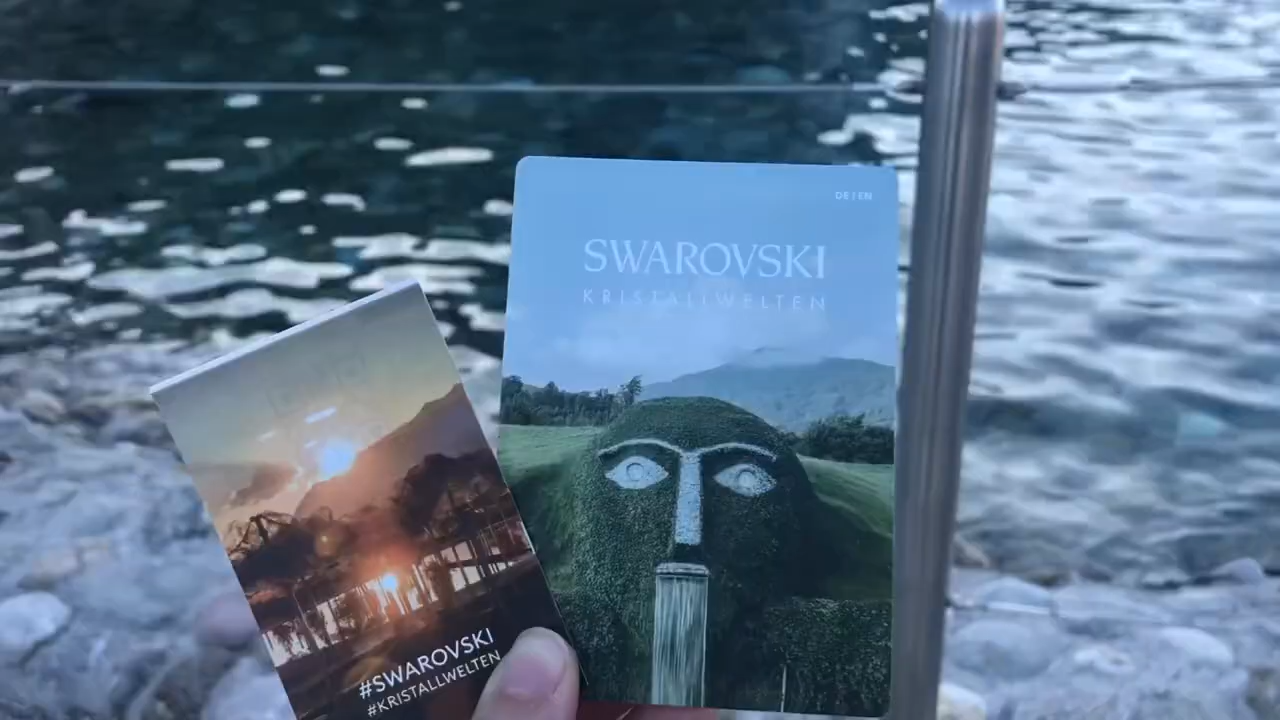 DE | EN
SWAROVSKI
KRISTALLWELTEN
#SWAROVSKI
#KRISTALLWELTEN